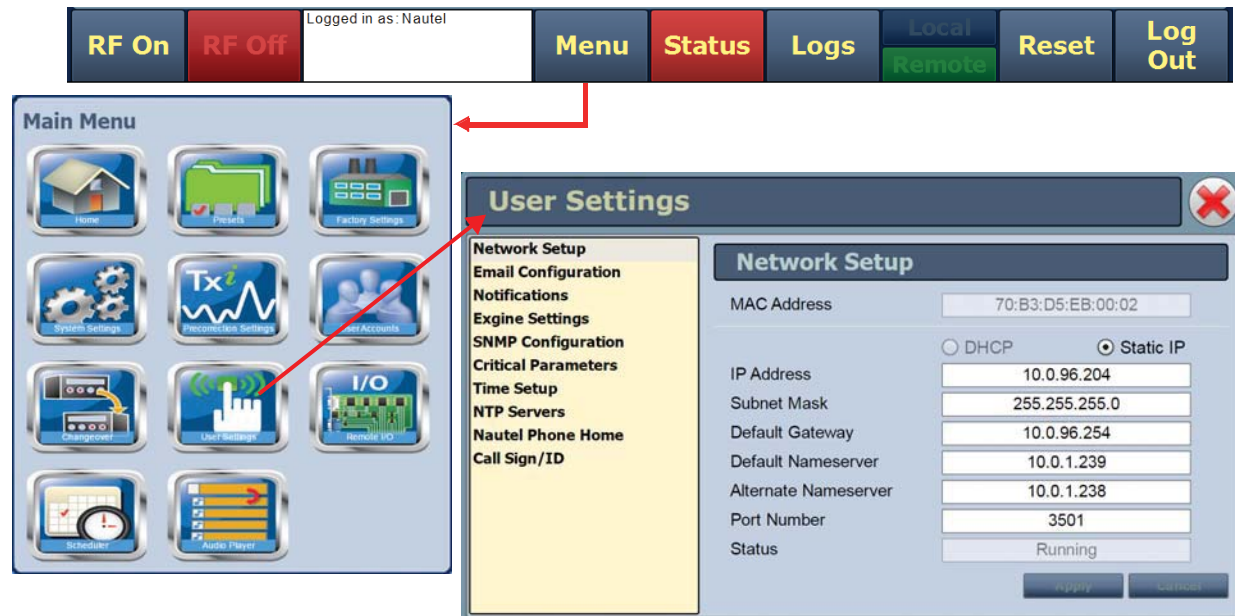 Logged in as: Nautel
RF On
RF Off
Menu
Status
Logs
Local
Remote
Reset
Log
Out
Main Menu
Home
Presets
Factory Settings
System Settings
Txi
Precorrection Settings
User Accounts
Changeover
User Settings
I/O
Remote I/O
Scheduler
Audio Player
User Settings
Network Setup
Email Configuration
Notifications
Exgine Settings
SNMP Configuration
Critical Parameters
Time Setup
NTP Servers
Nautel Phone Home
Call Sign/ID
Network Setup
MAC Address 70:B3:D5:EB:00:02
DHCP Static IP
IP Address 10.0.96.204
Subnet Mask 255.255.255.0
Default Gateway 10.0.96.254
Default Nameserver 10.0.1.239
Alternate Nameserver 10.0.1.238
Port Number 3501
Status Running
Apply Cancel